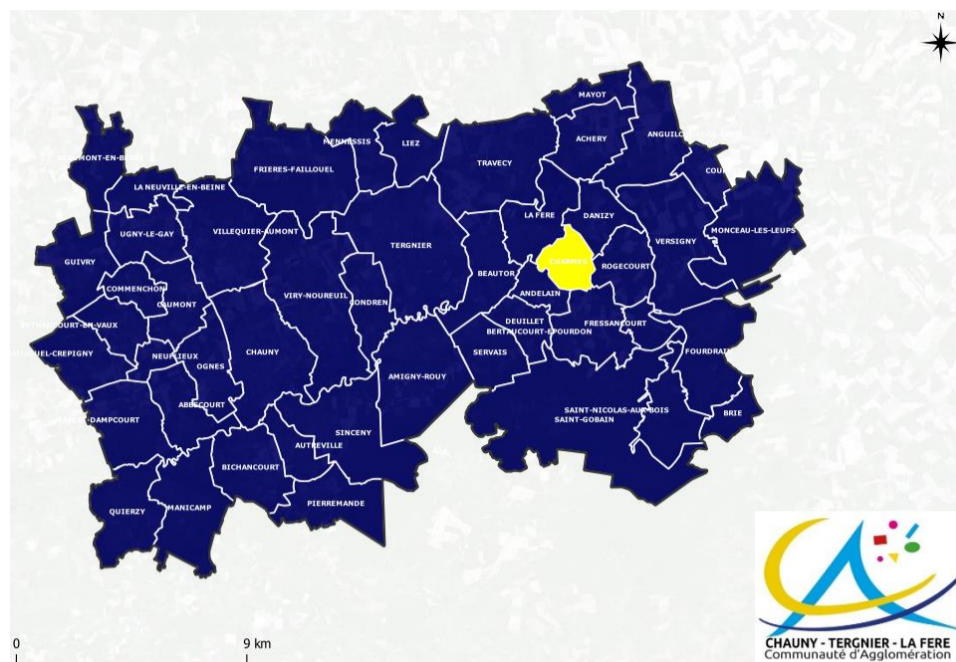 N
MAYOT
ACHERY
MENNESSIS
LIEZ
TRAVECY
FRIERES-FAILLOUEL
LA NEUVILLE-EN-BEINE
LA FERE
DANIZY
UGNY-LE-GAY
VILLEQUIER-AUMONT
MONCEAU-LES-LEUPS
TERGNIER
VERSIGNY
GUIVRY
CHARMES
ROGECOURT
BEAUTOR
COMMENCHON
ANDELAIN
VIRY-NOUREUIL
CONDREN
CAUMONT
DEUILLET
FRESSANCOURT
BERTAUCOURT-EPOURDON
CHAUNY
SERVAIS
FOURDRAIN
NEUFLIEUX
OGNES
AMIGNY-ROUY
ABBECOURT
SAINT-NICOLAS-AUX-BOIS
BRIE
SAINT-GOBAIN
SINCENY
AUTREVILLE
BICHANCOURT
PIERREMANDE
MANICAMP
QUIERZY
0
9 km
CHAUNY - TERGNIER - LA FERE
Communauté d'Agglomération